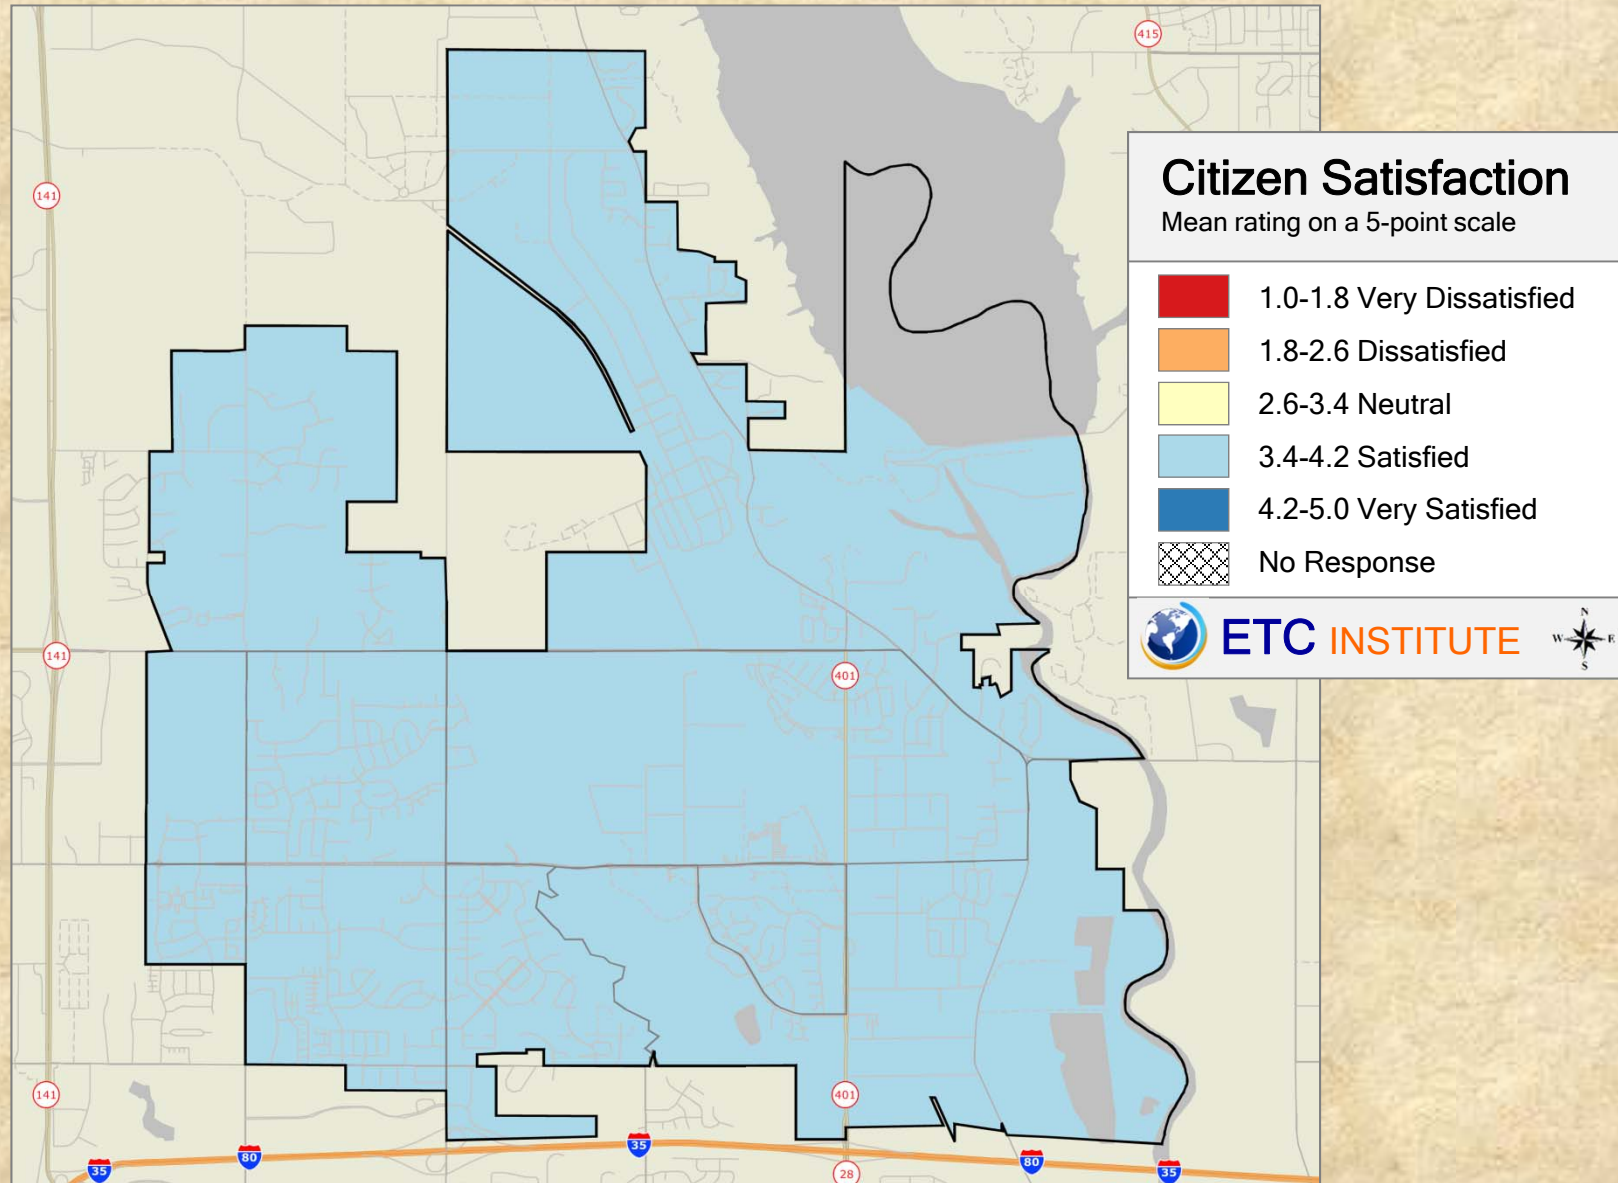 415
141
Citizen Satisfaction
Mean rating on a 5-point scale
1.0-1.8 Very Dissatisfied
1.8-2.6 Dissatisfied
2.6-3.4 Neutral
3.4-4.2 Satisfied
4.2-5.0 Very Satisfied
No Response
ETC INSTITUTE
N
W E
S
141
401
141
401
35
80
35
80
35
28